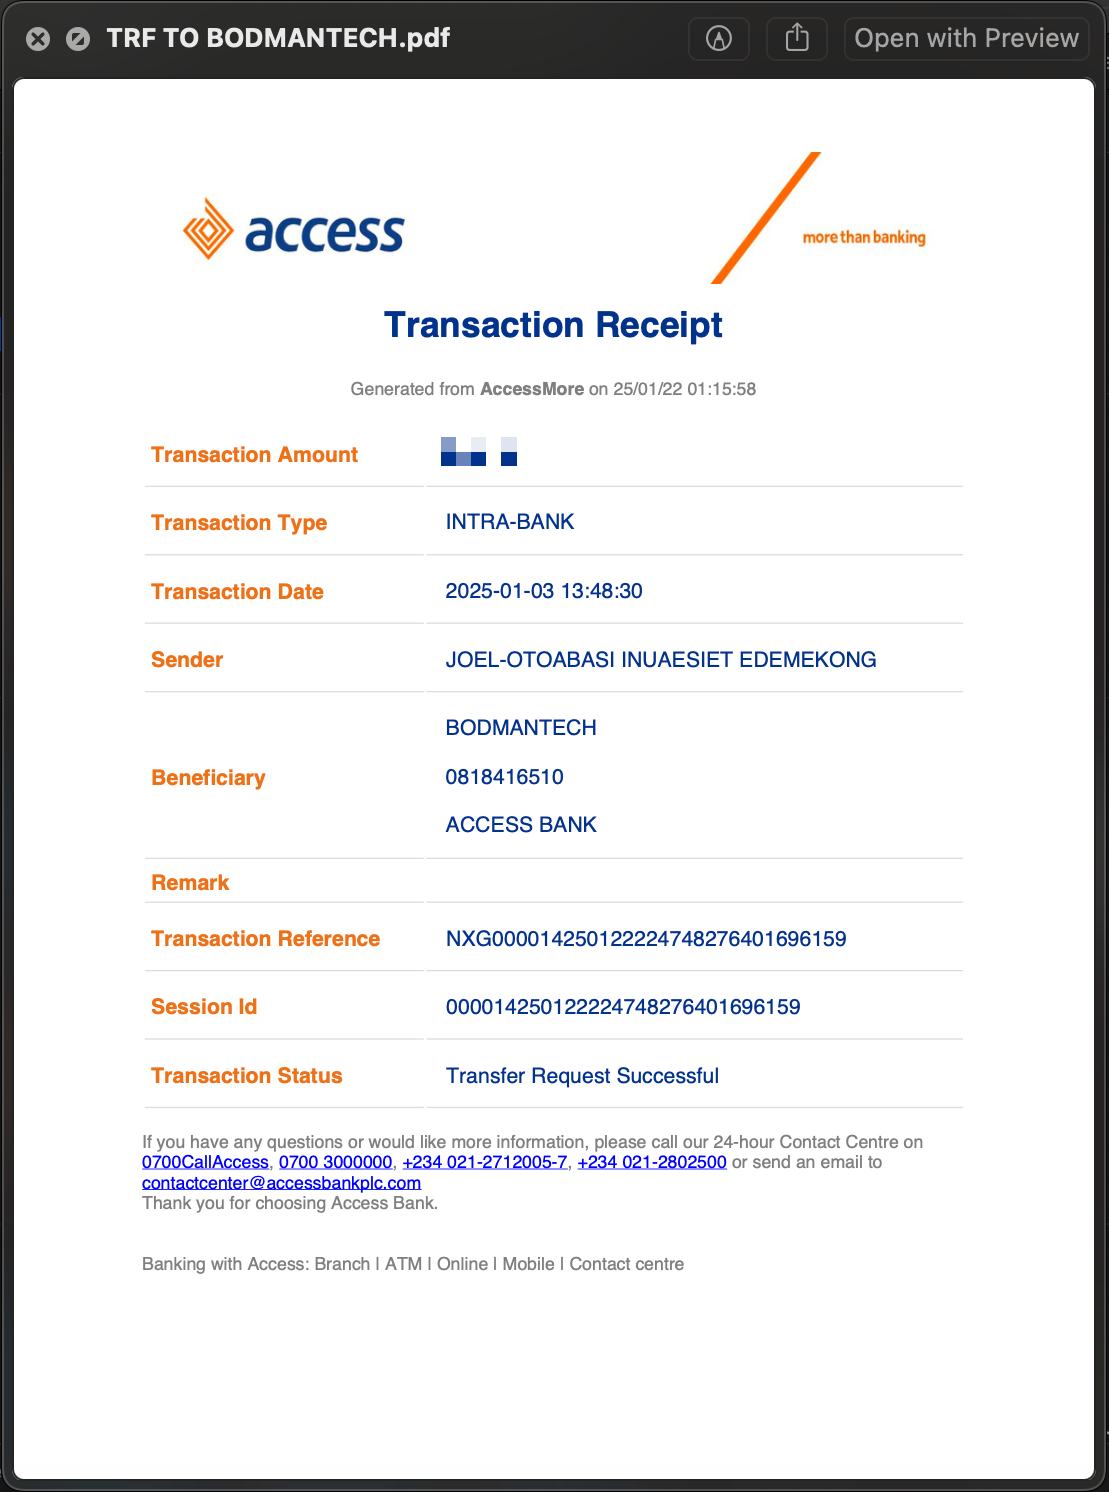 TRF TO BODMANTECH.pdf
Open with Preview
access
more than banking
Transaction Receipt
Generated from AccessMore on 25/01/22 01:15:58
Transaction Amount
Transaction Type INTRA-BANK
Transaction Date 2025-01-03 13:48:30
Sender JOEL-OTOABASI INUAESIET EDEMEKONG
BODMANTECH
Beneficiary 0818416510
ACCESS BANK
Remark
Transaction Reference NXG000014250122224748276401696159
Session Id 000014250122224748276401696159
Transaction Status Transfer Request Successful
If you have any questions or would like more information, please call our 24-hour Contact Centre on
0700CallAccess, 0700 3000000, +234 021-2712005-7, +234 021-2802500 or send an email to
contactcenter@accessbankplc.com
Thank you for choosing Access Bank.
Banking with Access: Branch | ATM | Online | Mobile | Contact centre